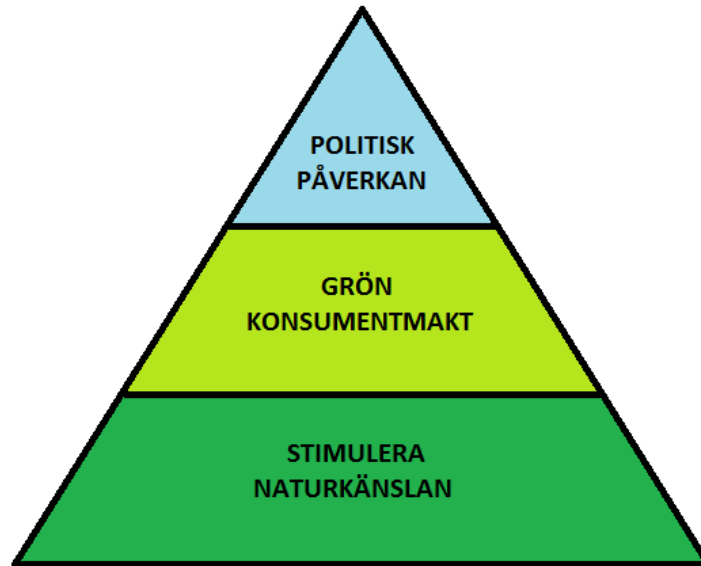 POLITISK
PÅVERKAN
GRÖN
KONSUMENTMAKT
STIMULERA
NATURKÄNSLAN